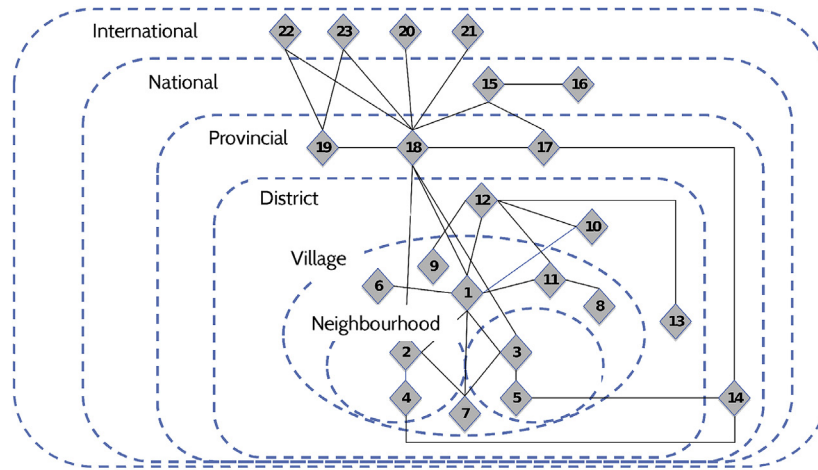 International
22 23 20 21
National
15 16
Provincial
19 18 17
District
12
10
Village
9
6 1 11
8
Neighbourhood
13
2 3
4 7 5 14